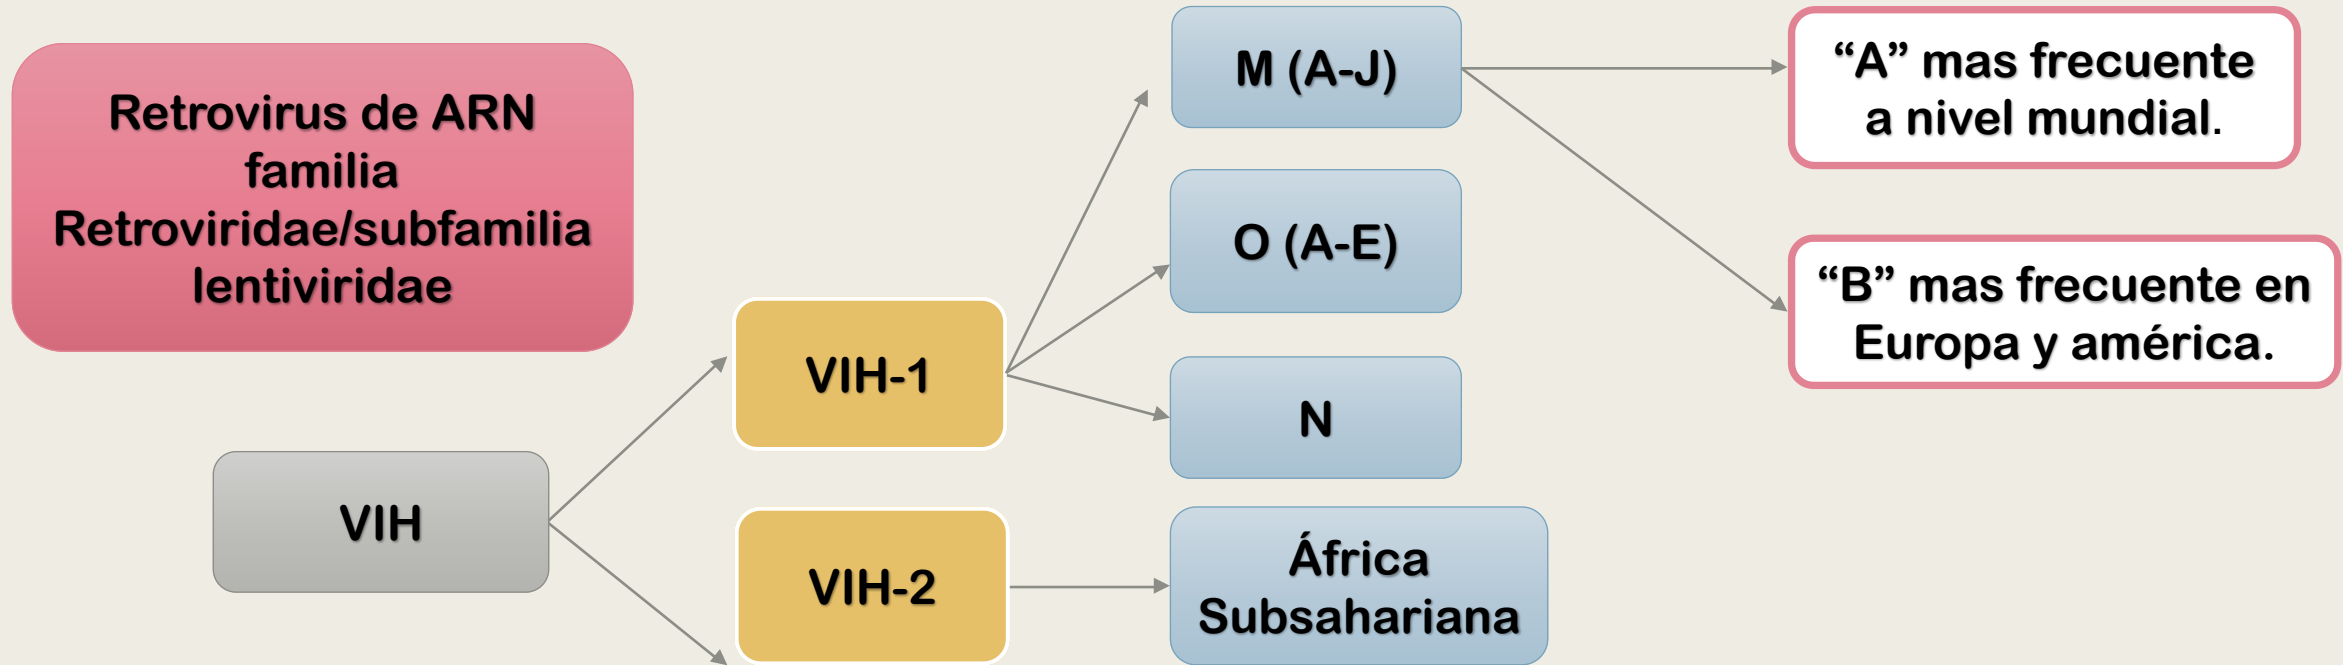 Retrovirus de ARN
familia
Retroviridae/subfamilia
lentiviridae
VIH
VIH-1
VIH-2
M (A-J)
O (A-E)
N
África
Subsahariana
“A” mas frecuente
a nivel mundial.
“B” mas frecuente en
Europa y américa.